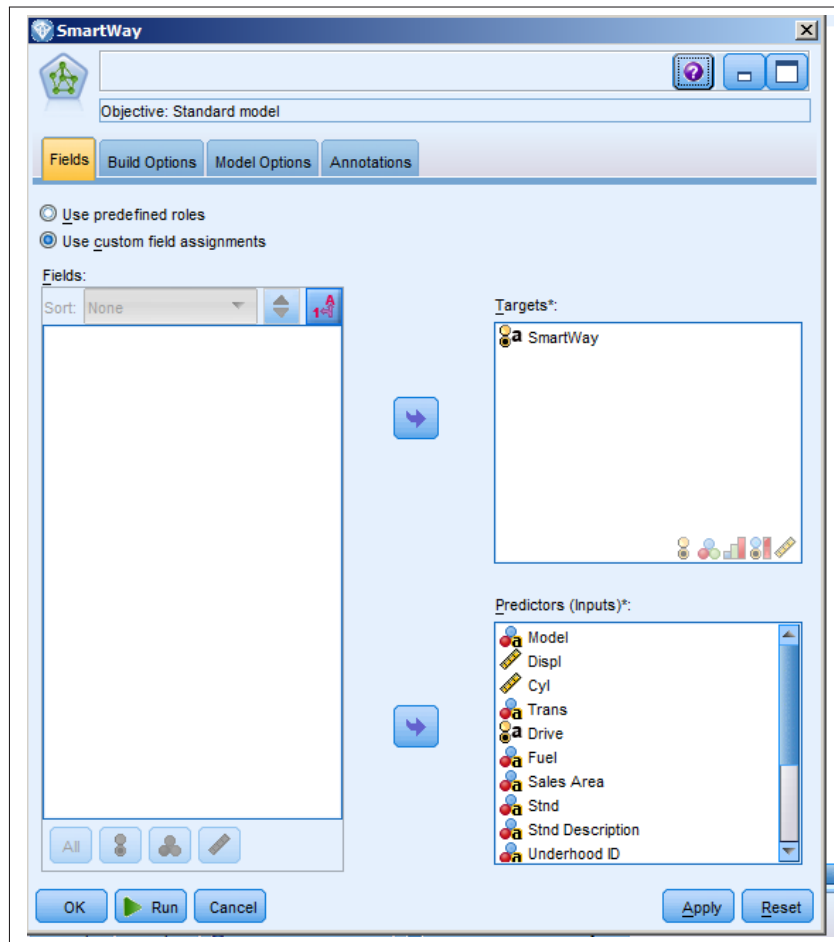 SmartWay
Objective: Standard model
Fields Build Options Model Options Annotations
Use predefined roles
Use custom field assignments
Fields:
Sort: None
Targets*:
SmartWay
Predictors (Inputs)*:
Model
Displ
Cyl
Trans
Drive
Fuel
Sales Area
Stnd
Stnd Description
Underhood ID
All
OK Run Cancel Apply Reset